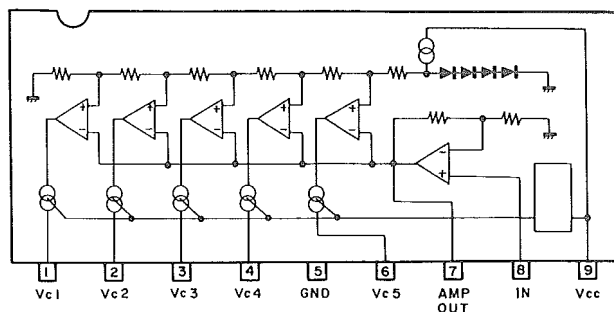 + + + + +
- - - - -
-
+
1 2 3 4 5 6 7 8 9
Vc1 Vc2 Vc3 Vc4 GND Vc5 AMP OUT IN Vcc